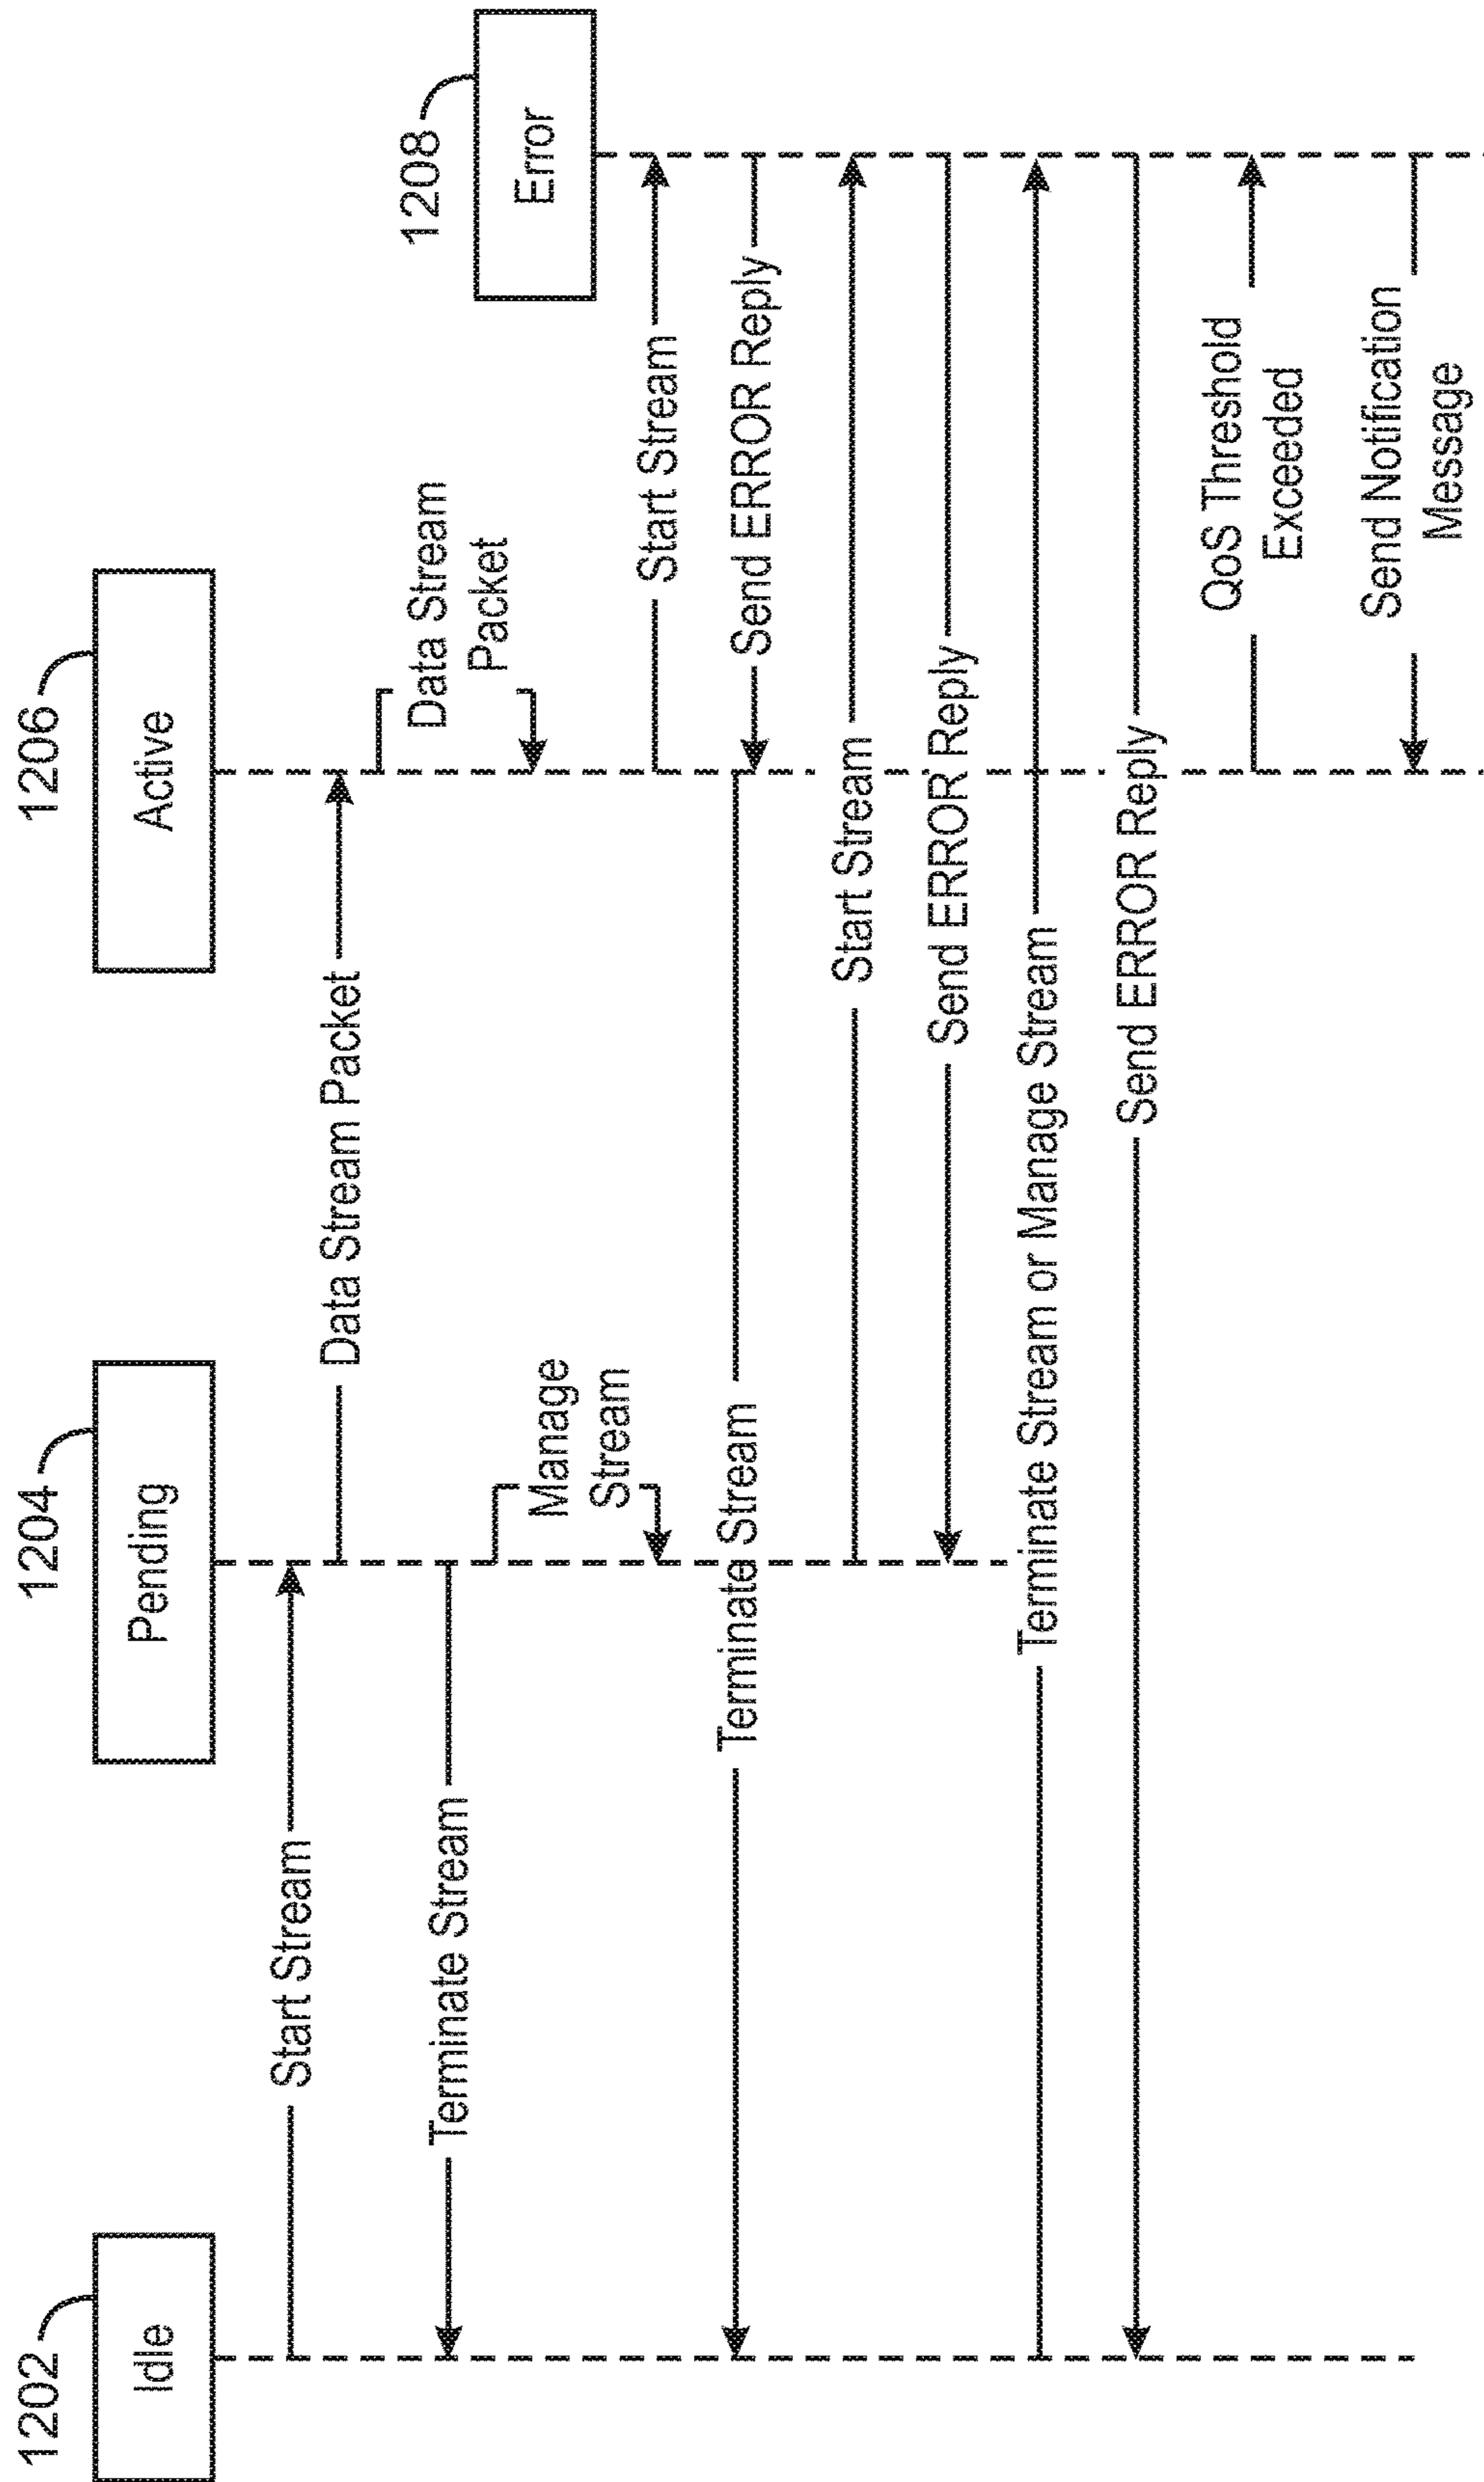 1202
Idle
1204
Pending
1206
Active
1208
Error
Start Stream
Data Stream Packet
Data Stream
Packet
Terminate Stream
Manage
Stream
Start Stream
Terminate Stream
Send ERROR Reply
Start Stream
Send ERROR Reply
Terminate Stream or Manage Stream
Send ERROR Reply
QoS Threshold
Exceeded
Send Notification
Message